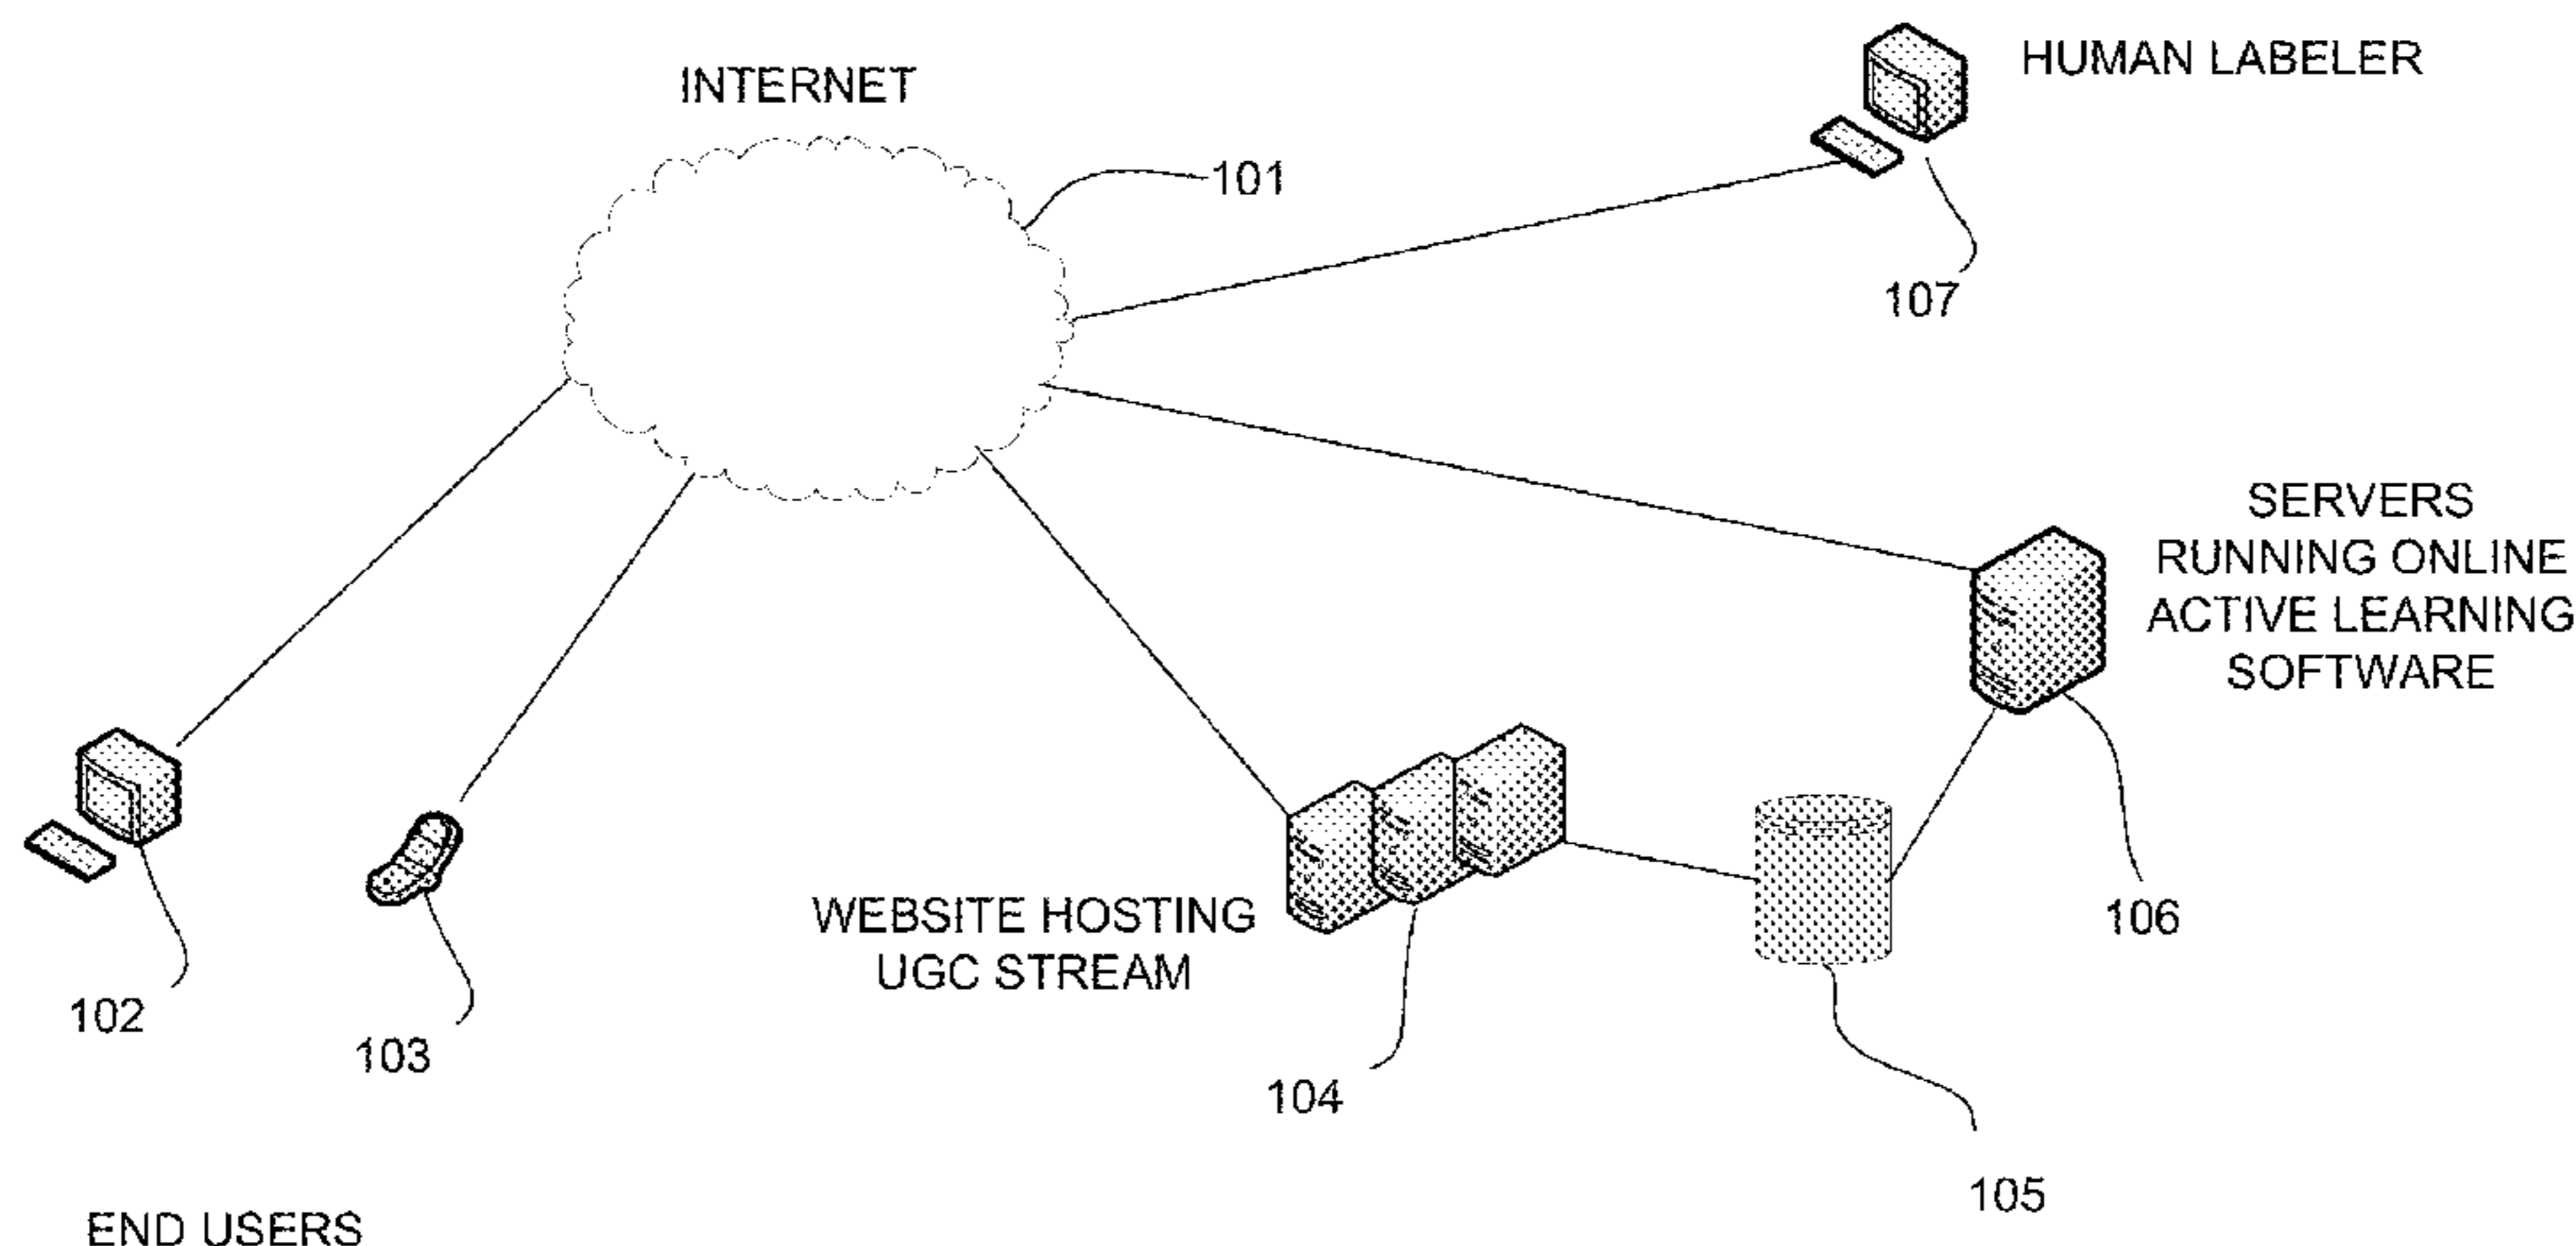 HUMAN LABELER
INTERNET
101
107
SERVERS
RUNNING ONLINE
ACTIVE LEARNING
SOFTWARE
WEBSITE HOSTING
UGC STREAM
106
102
103
104
105
END USERS